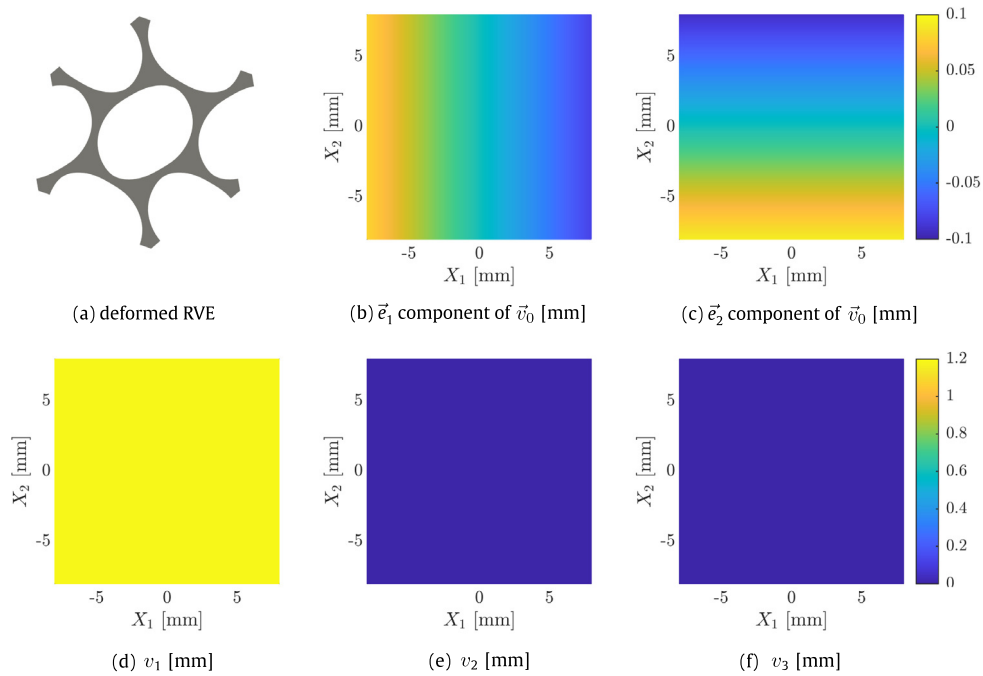 5
0
-5
X₂ [mm]
-5 0 5
X₁ [mm]
5
0
-5
X₂ [mm]
-5 0 5
X₁ [mm]
0.1
0.05
0
-0.05
-0.1
(a) deformed RVE
(b) e⃗₁ component of v⃗₀ [mm]
(c) e⃗₂ component of v⃗₀ [mm]
5
0
-5
X₂ [mm]
-5 0 5
X₁ [mm]
5
0
-5
X₂ [mm]
0 5
X₁ [mm]
5
0
-5
X₂ [mm]
-5 0 5
X₁ [mm]
1.2
1
0.8
0.6
0.4
0.2
0
(d) v₁ [mm]
(e) v₂ [mm]
(f) v₃ [mm]